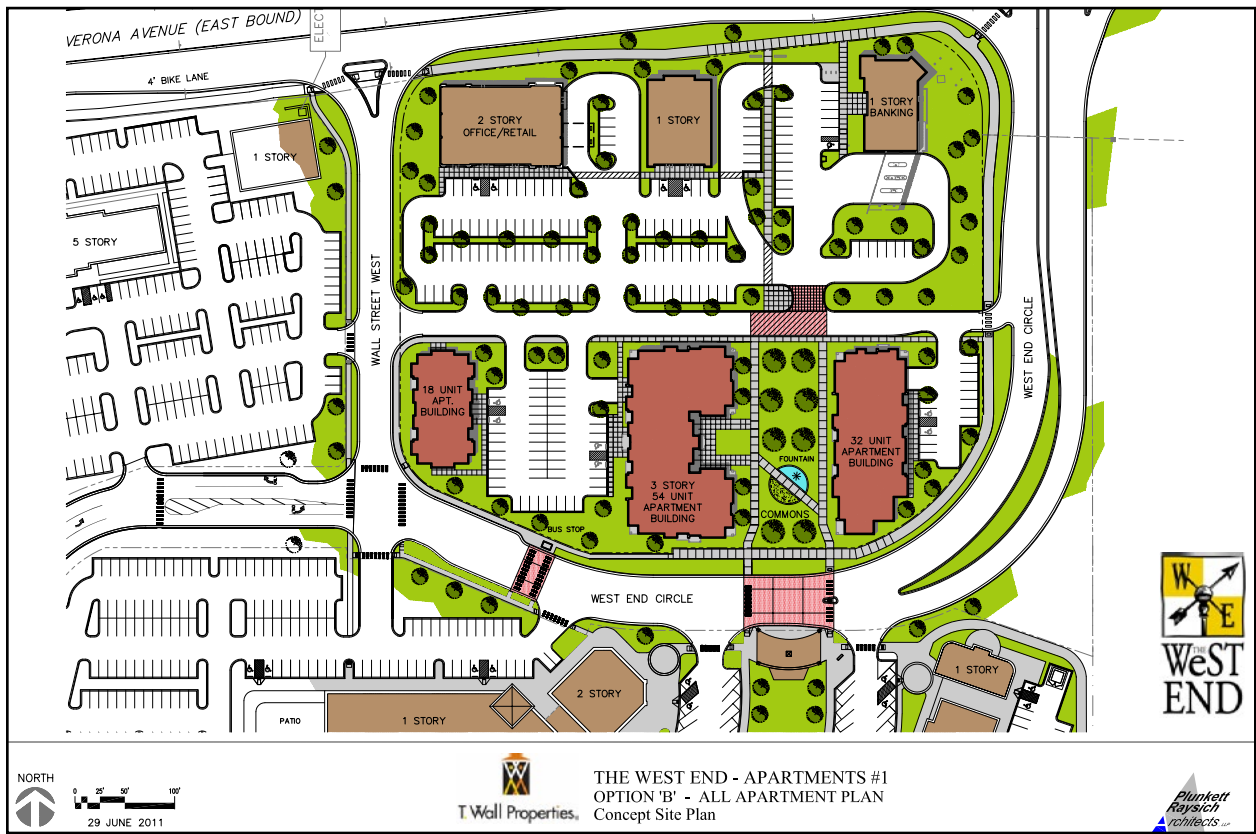 VERONA AVENUE (EAST BOUND)
ELECT
4' BIKE LANE
1 STORY
5 STORY
WALL STREET WEST
2 STORY
OFFICE/RETAIL
1 STORY
1 STORY
BANKING
WEST END CIRCLE
18 UNIT
APT.
BUILDING
3 STORY
54 UNIT
APARTMENT
BUILDING
32 UNIT
APARTMENT
BUILDING
FOUNTAIN
COMMONS
BUS STOP
WEST END CIRCLE
2 STORY
1 STORY
PATIO
1 STORY
W
E
THE
WeST
END
NORTH
0 25' 50' 100'
29 JUNE 2011
T. Wall Properties
THE WEST END - APARTMENTS #1
OPTION 'B' - ALL APARTMENT PLAN
Concept Site Plan
Plunkett
Raysich
Architects, LLP